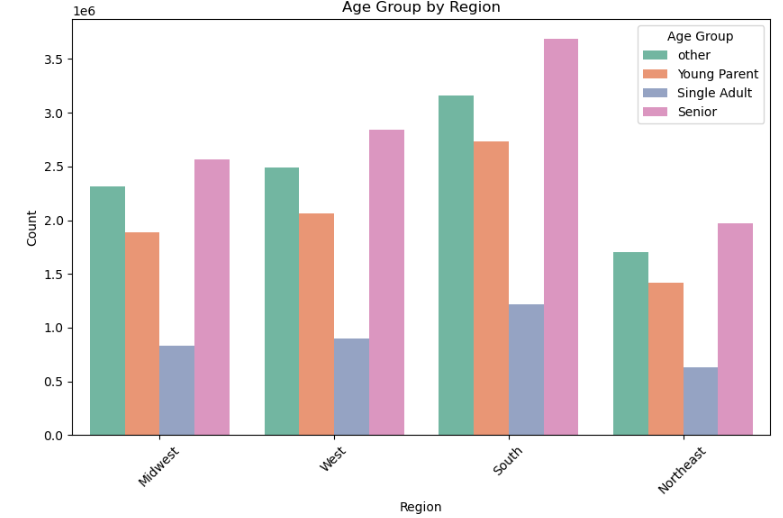 Age Group by Region
1e6
Age Group
other
Young Parent
Single Adult
Senior
3.5
3.0
2.5
2.0
1.5
1.0
0.5
0.0
Count
Midwest
West
South
Northeast
Region